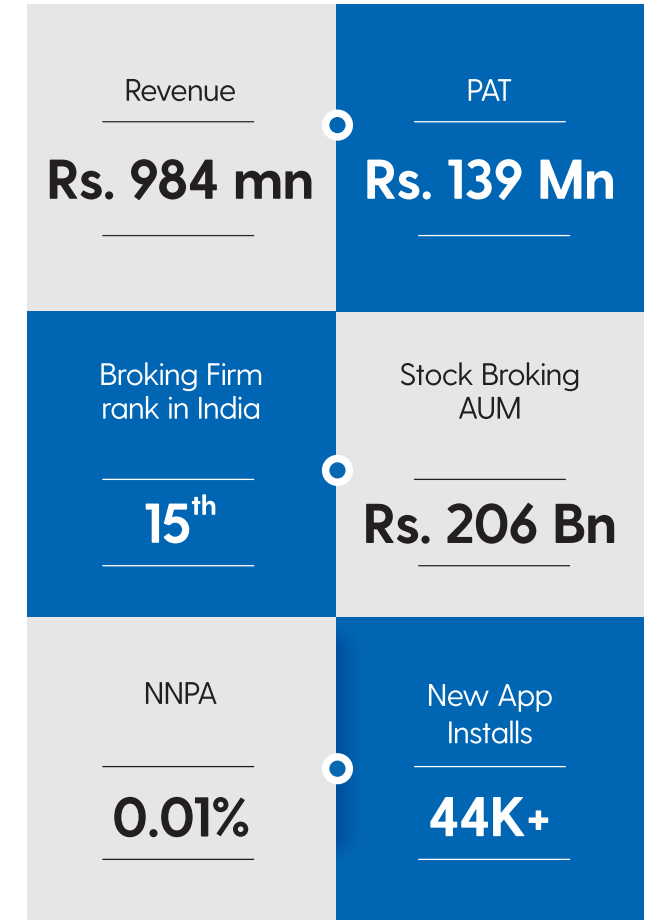 Revenue
Rs. 984 mn
PAT
Rs. 139 Mn
Broking Firm
rank in India
15th
Stock Broking
AUM
Rs. 206 Bn
NNPA
0.01%
New App
Installs
44K+